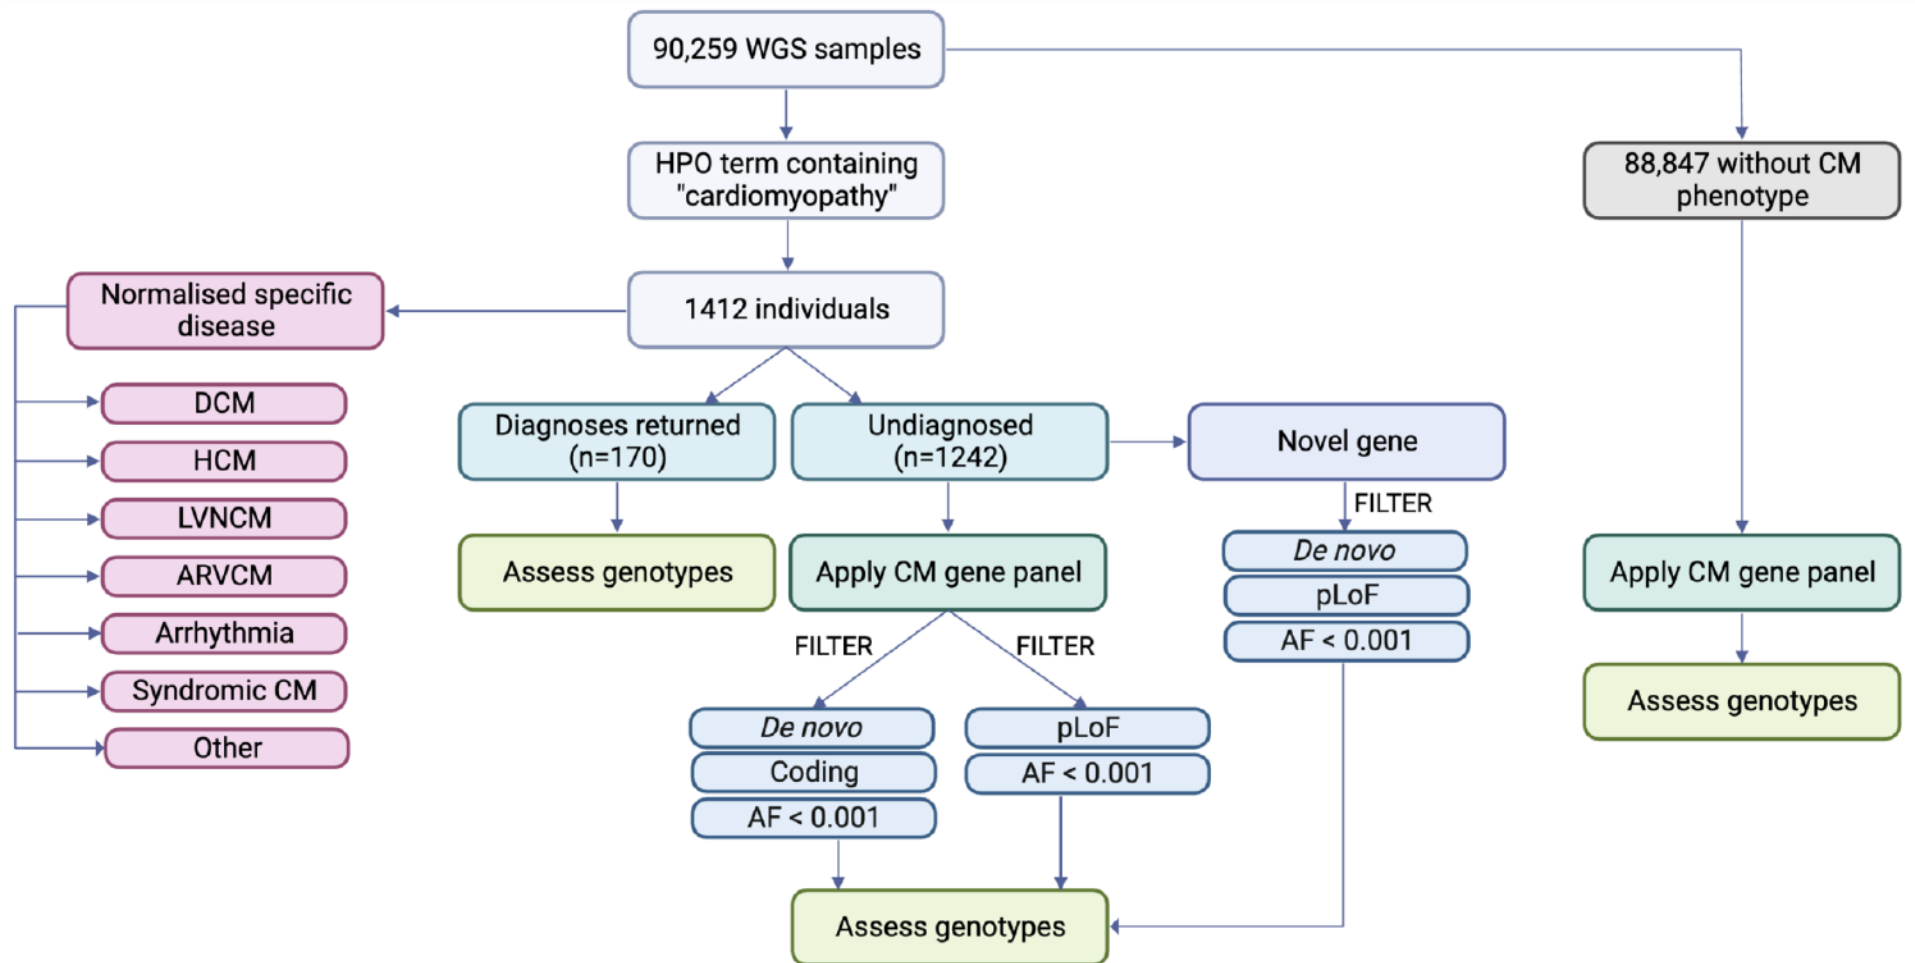 90,259 WGS samples
HPO term containing
"cardiomyopathy"
88,847 without CM
phenotype
Normalised specific
disease
1412 individuals
DCM
HCM
LVNCM
ARVCM
Arrhythmia
Syndromic CM
Other
Diagnoses returned
(n=170)
Undiagnosed
(n=1242)
Novel gene
FILTER
De novo
pLoF
AF < 0.001
Assess genotypes
Apply CM gene panel
FILTER
FILTER
De novo
Coding
AF < 0.001
pLoF
AF < 0.001
Assess genotypes
Apply CM gene panel
Assess genotypes